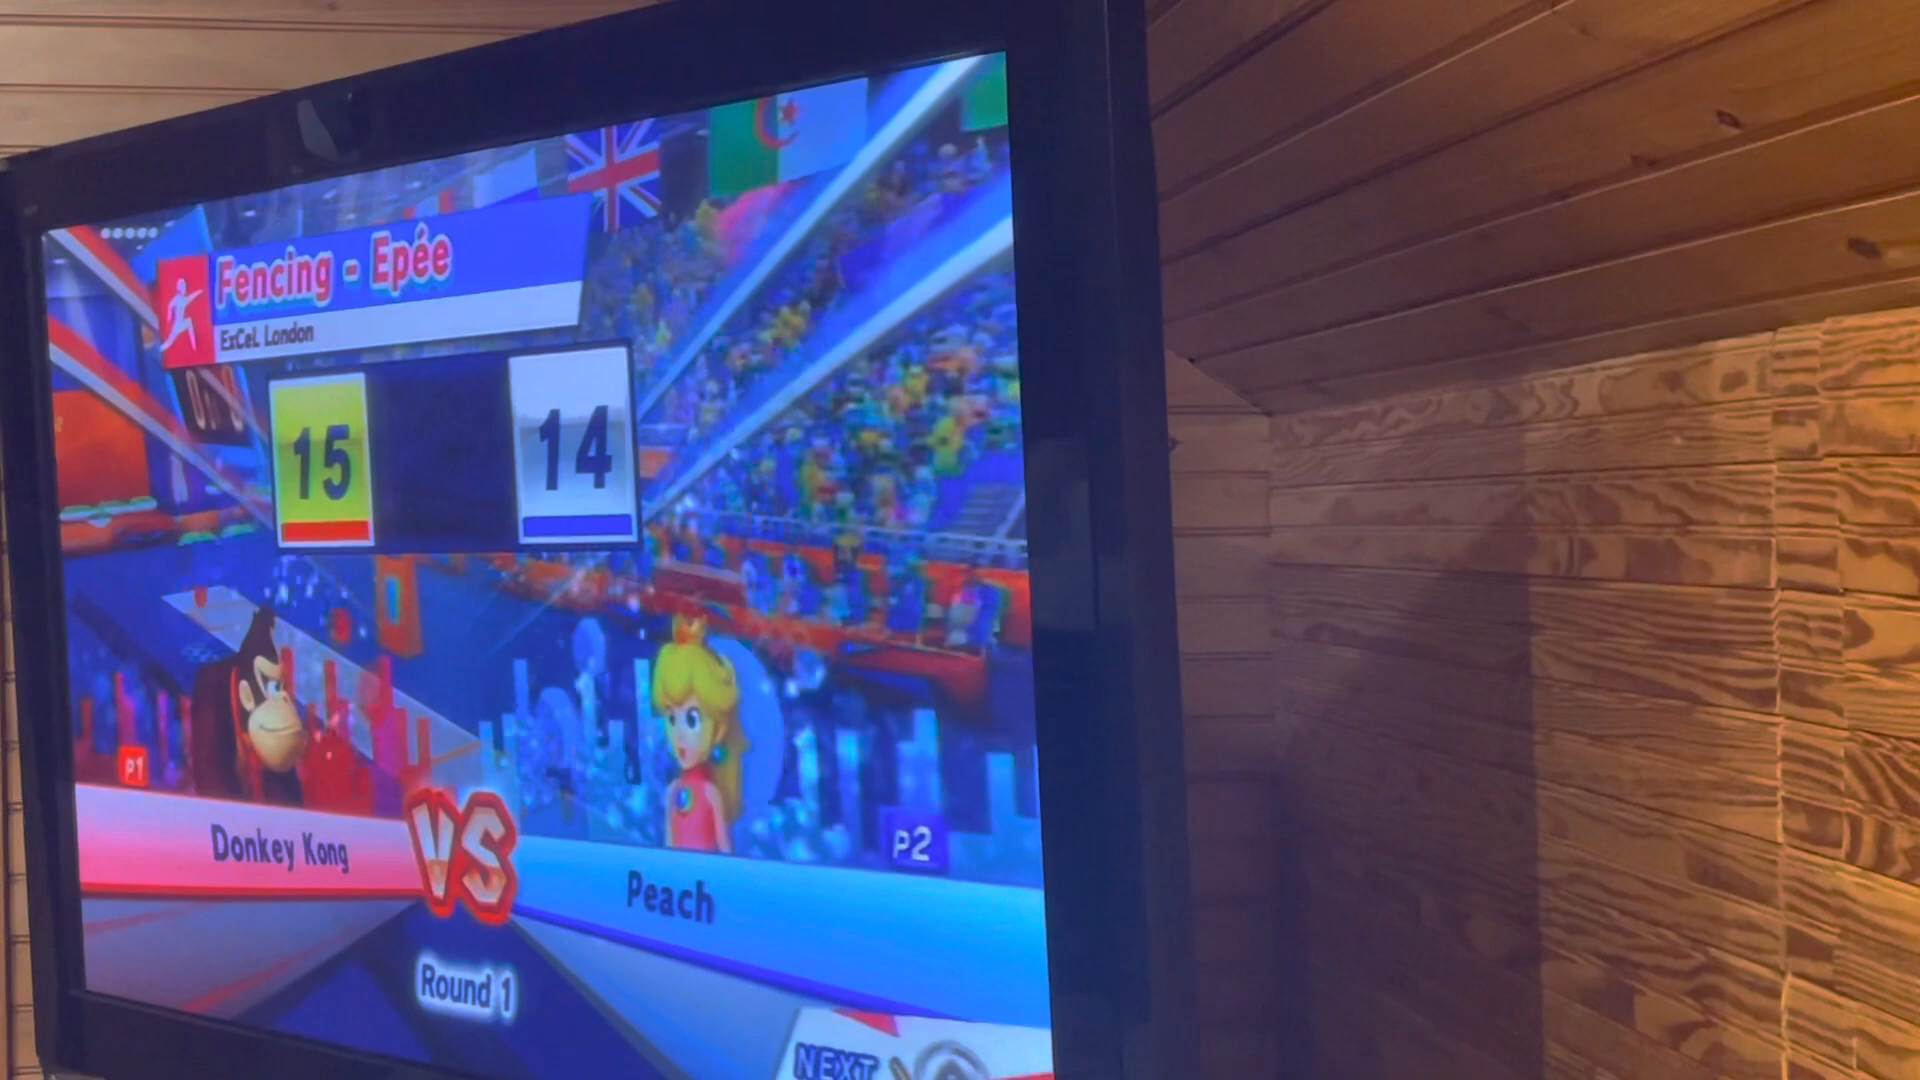 Fencing - Epée
ExCeL London
15
14
P1
Donkey Kong
VS
P2
Peach
Round 1
NEXT